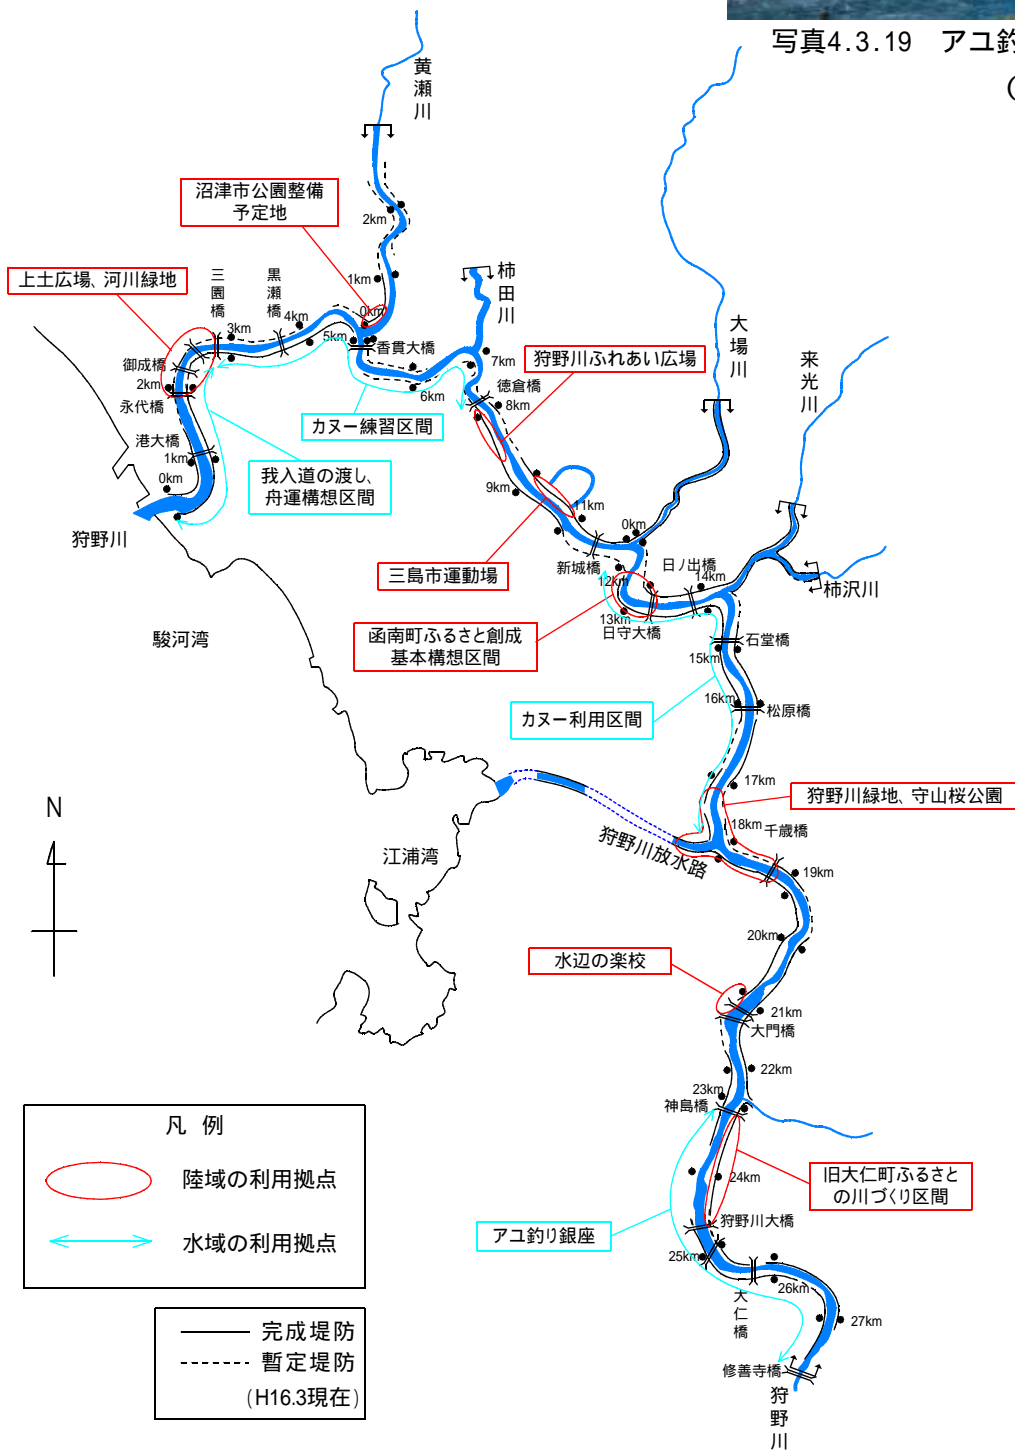 写真4.3.19 アユ釣
(
黄瀬川
沼津市公園整備
予定地
2km
1km
0km
上土広場、河川緑地
三園橋
黒瀬橋
柿田川
3km
4km
5km
香貫大橋
御成橋
2km
永代橋
6km
7km
徳倉橋
8km
狩野川ふれあい広場
大場川
来光川
カヌー練習区間
港大橋
1km
0km
我入道の渡し、
舟運構想区間
9km
11km
狩野川
0km
新城橋
日ノ出橋
14km
三島市運動場
12km
柿沢川
13km
日守大橋
函南町ふるさと創成
基本構想区間
石堂橋
15km
駿河湾
16km
松原橋
カヌー利用区間
17km
狩野川緑地、守山桜公園
18km
千歳橋
狩野川放水路
19km
N
江浦湾
20km
水辺の楽校
21km
大門橋
22km
23km
神島橋
凡 例
陸域の利用拠点
水域の利用拠点
24km
旧大仁町ふるさと
の川づくり区間
狩野川大橋
アユ釣り銀座
25km
大仁橋
26km
27km
完成堤防
暫定堤防
(H16.3現在)
修善寺橋
狩野川